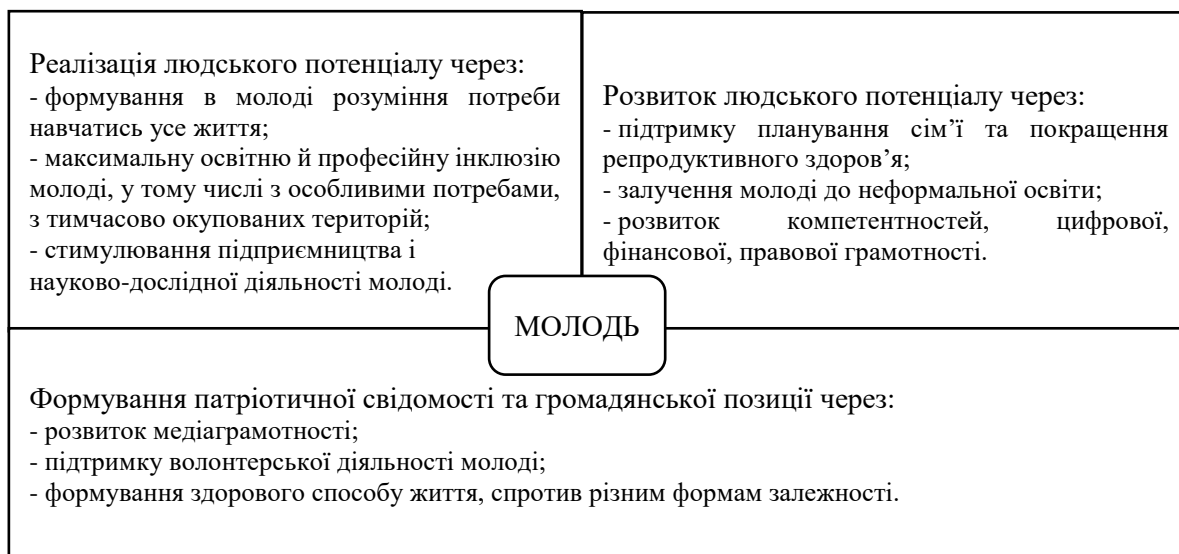 Реалізація людського потенціалу через:
- формування в молоді розуміння потреби
навчатись усе життя;
- максимальну освітню й професійну інклюзію
молоді, у тому числі з особливими потребами,
з тимчасово окупованих територій;
- стимулювання підприємництва і
науково-дослідної діяльності молоді.
Розвиток людського потенціалу через:
- підтримку планування сім’ї та покращення
репродуктивного здоров’я;
- залучення молоді до неформальної освіти;
- розвиток компетентностей, цифрової,
фінансової, правової грамотності.
МОЛОДЬ
Формування патріотичної свідомості та громадянської позиції через:
- розвиток медіаграмотності;
- підтримку волонтерської діяльності молоді;
- формування здорового способу життя, спротив різним формам залежності.